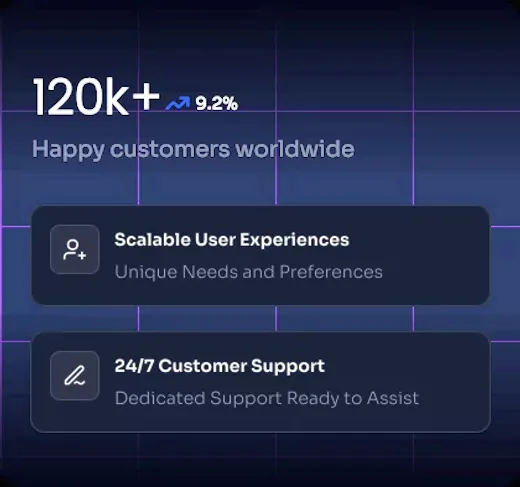 120k+ 9.2%
Happy customers worldwide
Scalable User Experiences
Unique Needs and Preferences
24/7 Customer Support
Dedicated Support Ready to Assist